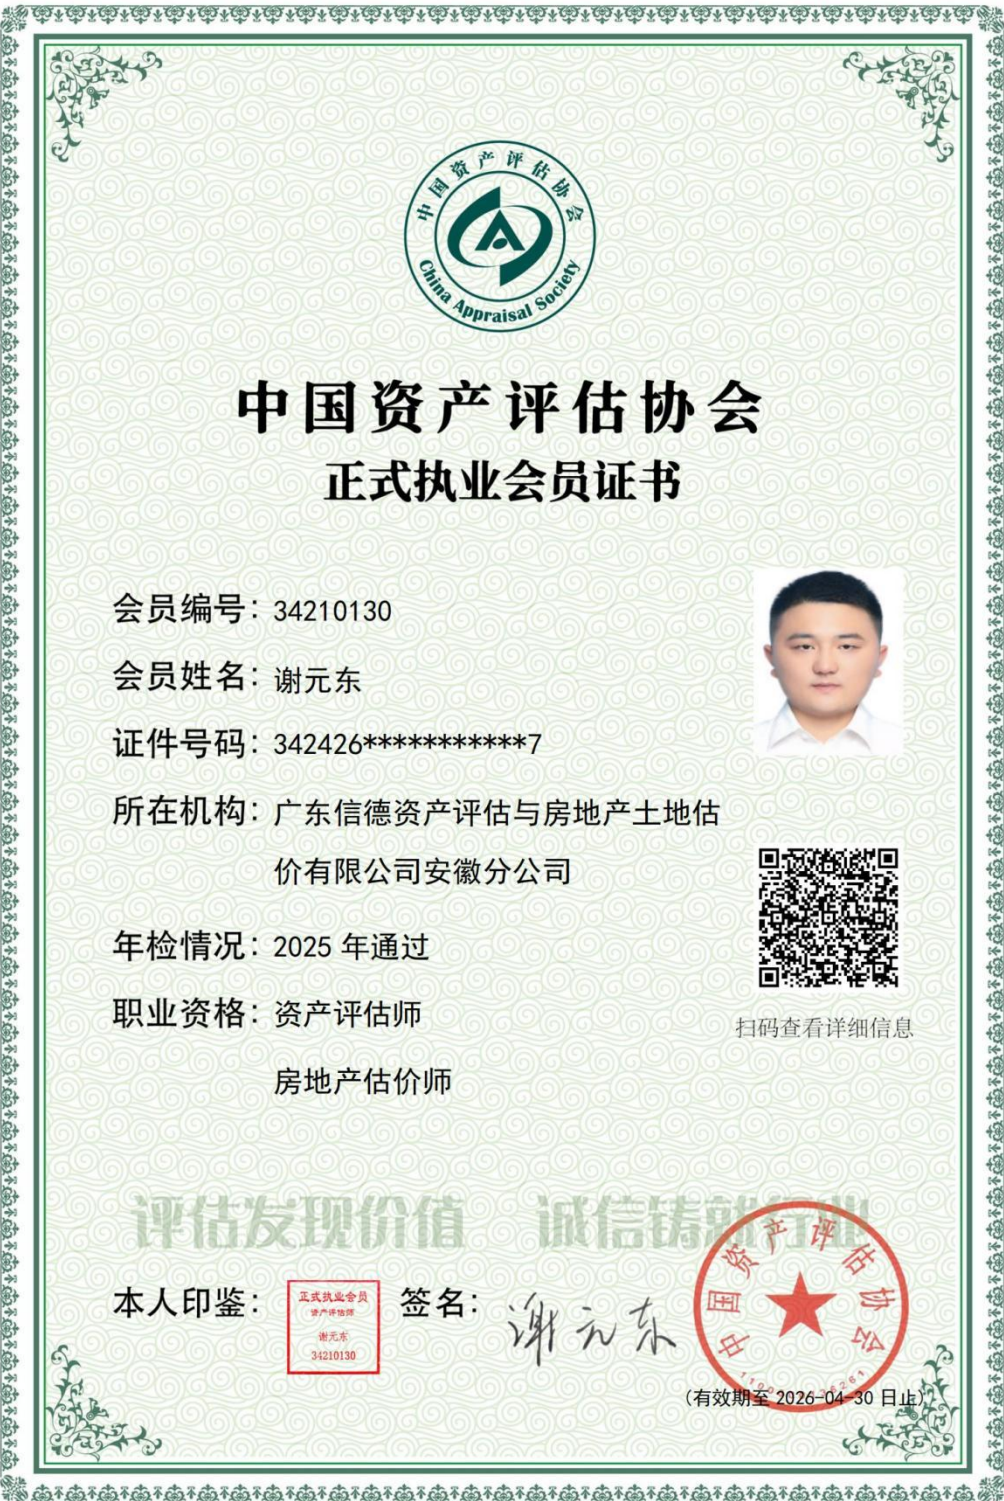 中国资产评估协会
China Appraisal Society
中国资产评估协会
正式执业会员证书
会员编号：34210130
会员姓名：谢元东
证件号码：342426***********7
所在机构：广东信德资产评估与房地产土地估
价有限公司安徽分公司
年检情况：2025 年通过
职业资格：资产评估师
房地产估价师
扫码查看详细信息
评估发现价值 诚信铸就行业
本人印鉴：
正式执业会员
资产评估师
谢元东
34210130
签名：谢元东
中国资产评估协会
（有效期至 2026-04-30 日止）